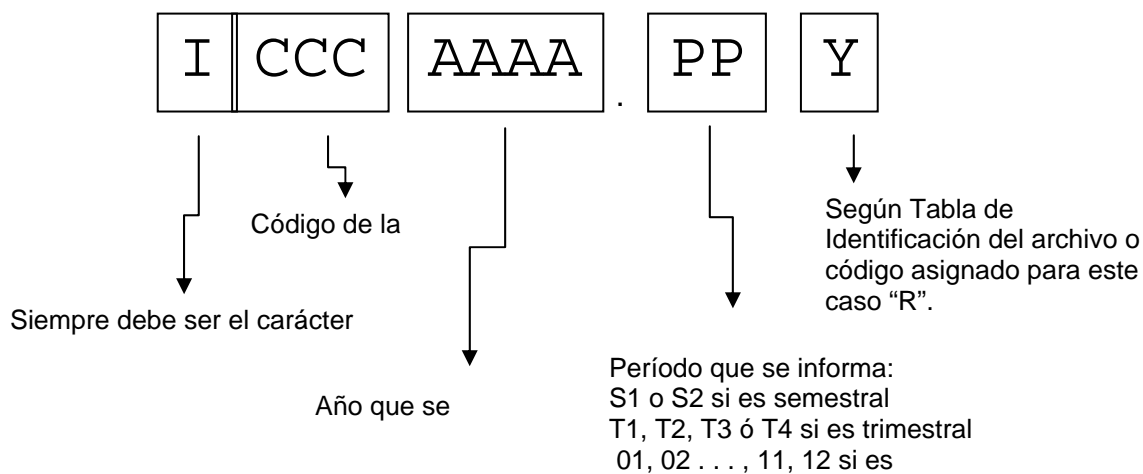 I CCC AAAA . PP Y
Código de la
Según Tabla de
Identificación del archivo o
código asignado para este
caso “R”.
Siempre debe ser el carácter
Año que se
Período que se informa:
S1 o S2 si es semestral
T1, T2, T3 ó T4 si es trimestral
01, 02 . . . , 11, 12 si es